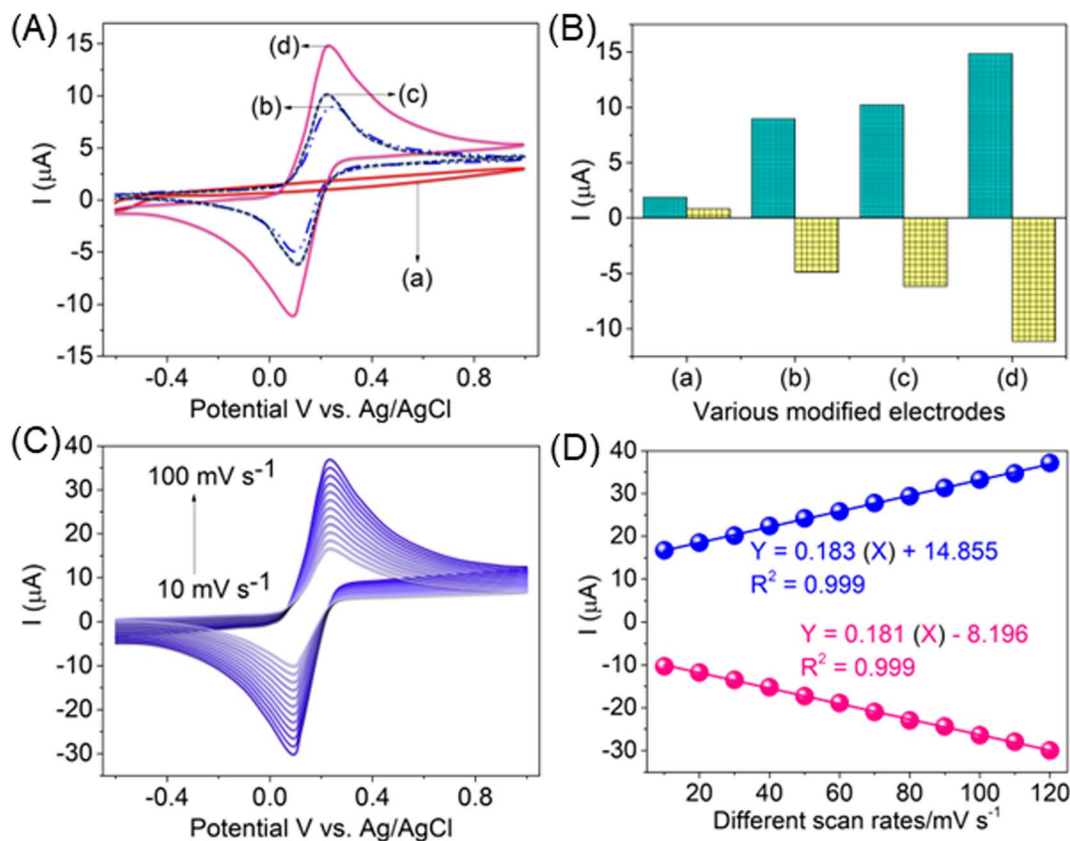 (A)
15
10
5
0
-5
-10
-15
I (μA)
-0.4
0.0
0.4
0.8
Potential V vs. Ag/AgCl
(d)
(c)
(b)
(a)
(B)
15
10
5
0
-5
-10
I (μA)
(a)
(b)
(c)
(d)
Various modified electrodes
(C)
40
30
20
10
0
-10
-20
-30
I (μA)
100 mV s⁻¹
10 mV s⁻¹
-0.4
0.0
0.4
0.8
Potential V vs. Ag/AgCl
(D)
40
30
20
10
0
-10
-20
-30
I (μA)
Y = 0.183 (X) + 14.855
R² = 0.999
Y = 0.181 (X) - 8.196
R² = 0.999
20
40
60
80
100
120
Different scan rates/mV s⁻¹